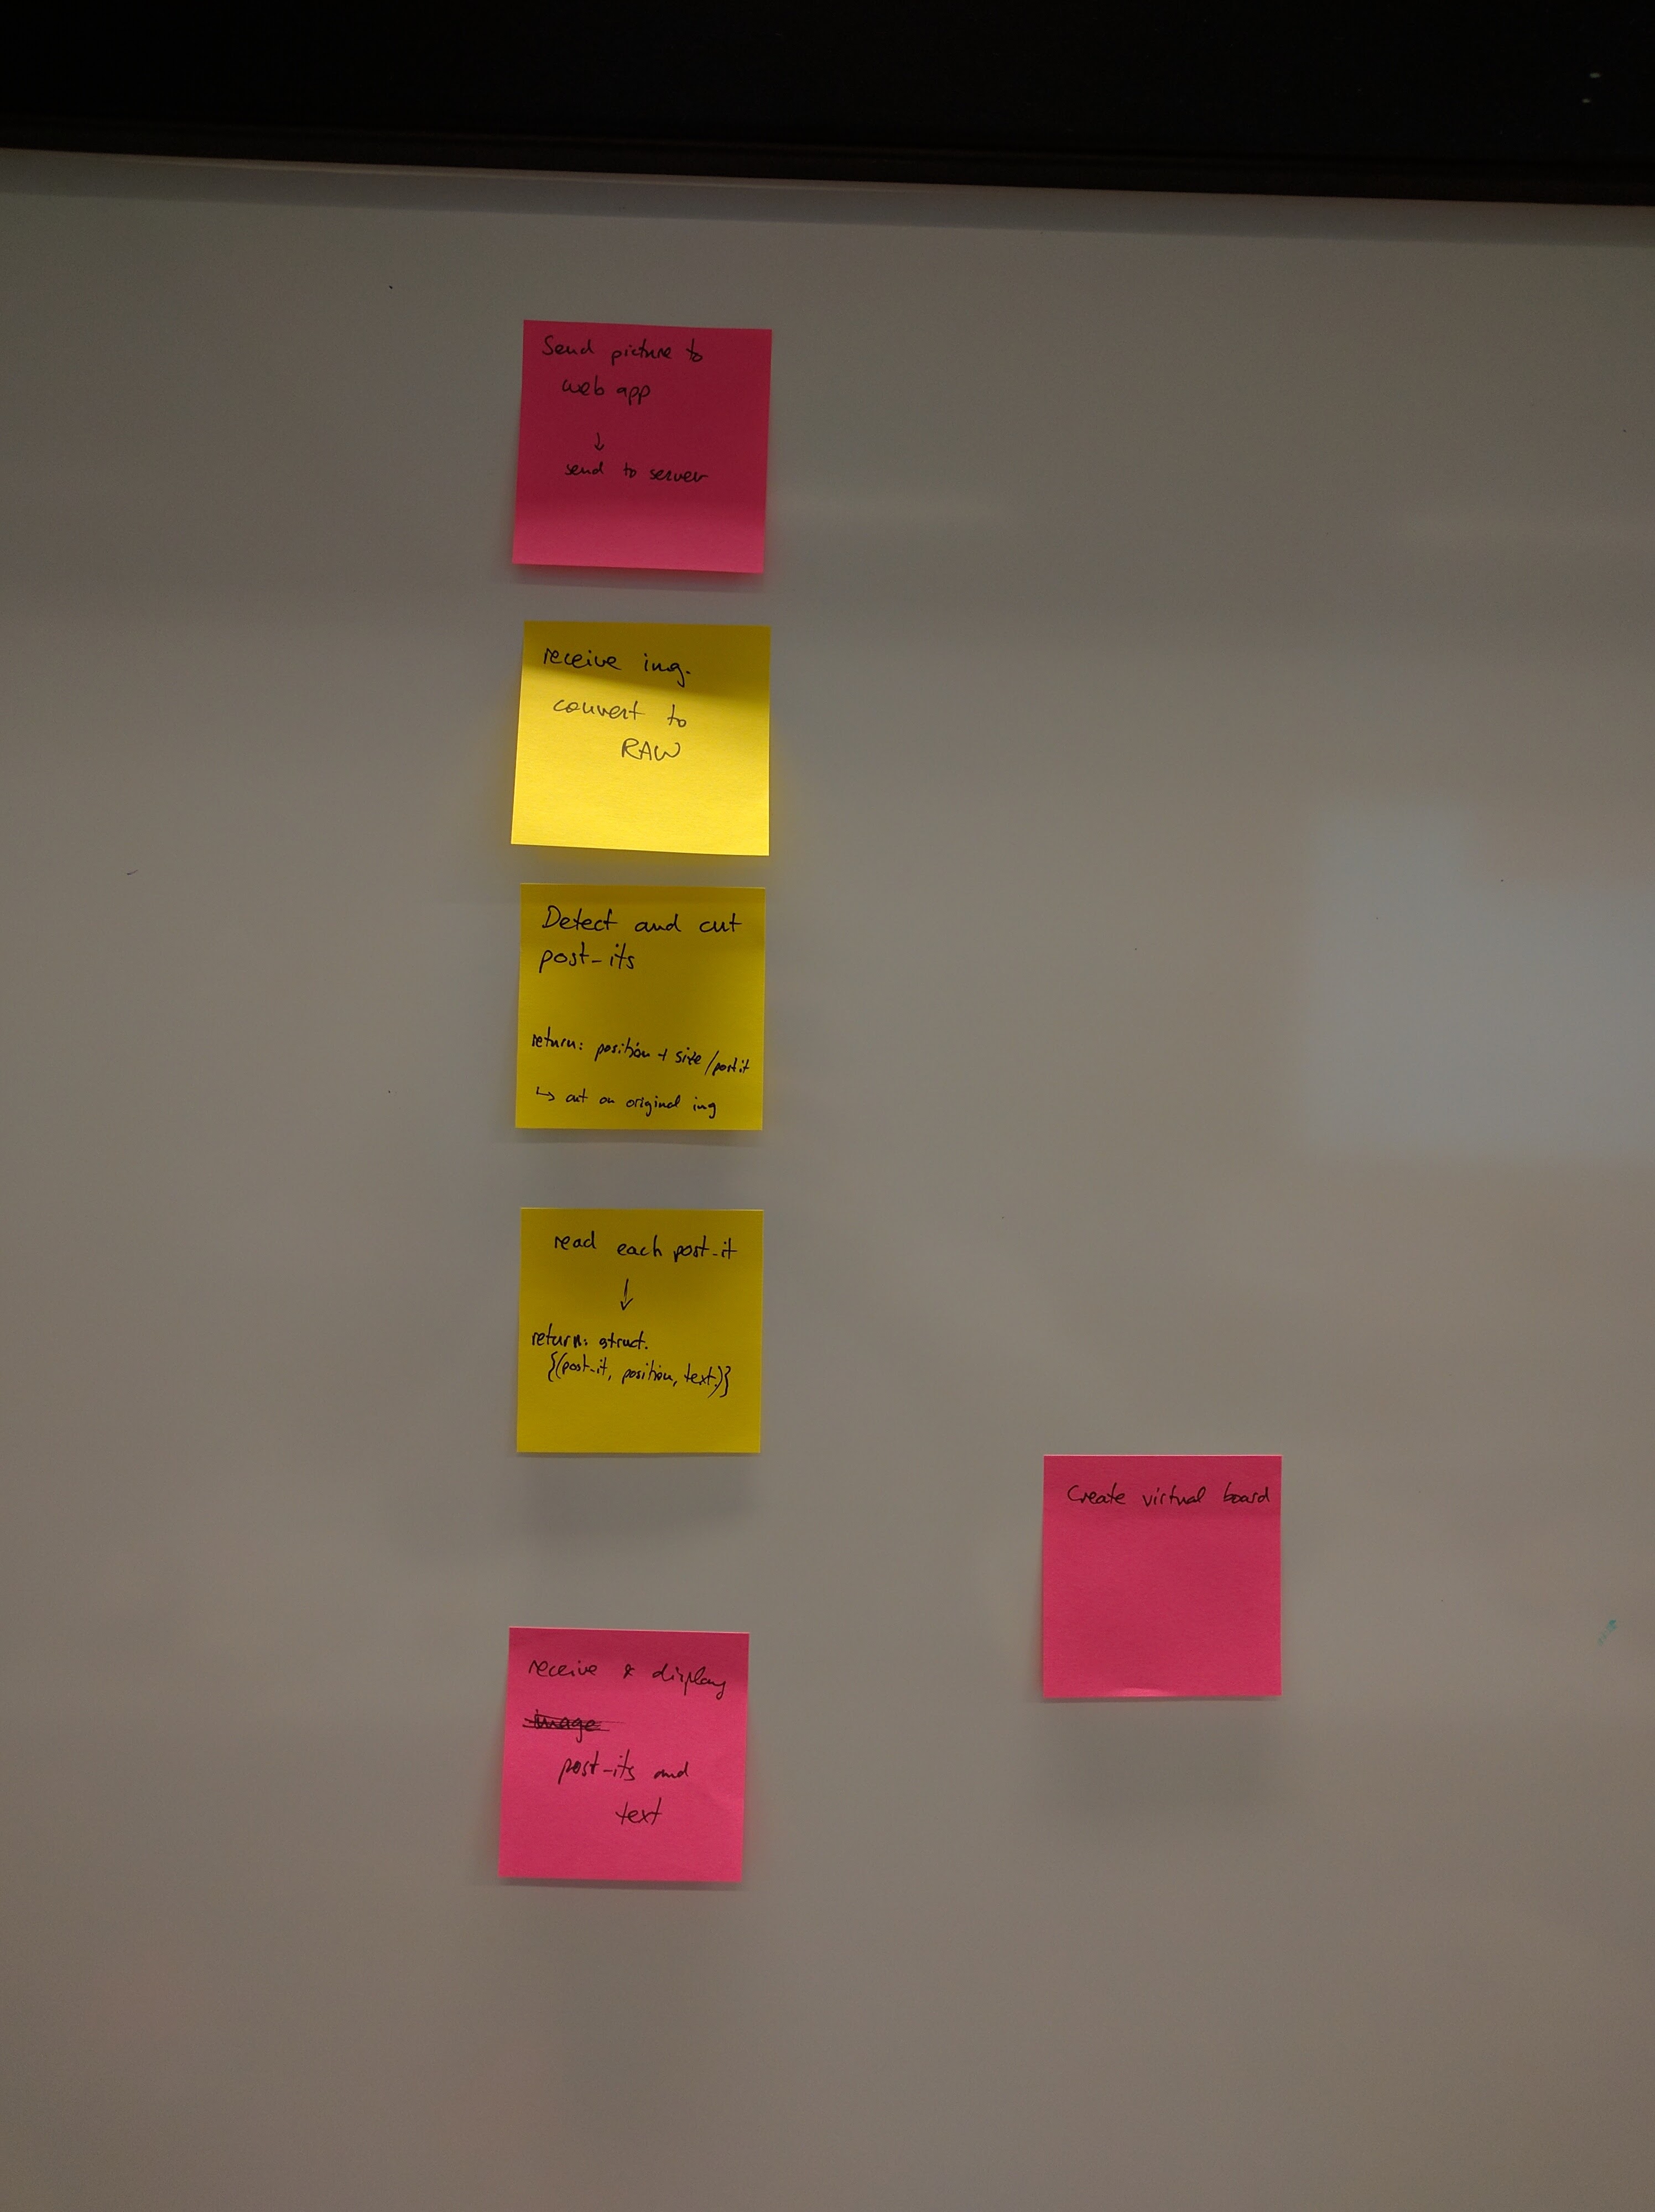 Send picture to
web app
↓
send to server
receive img.
convert to
RAW
Detect and cut
post-its
return: position + size /postit
↳ cut on original img
read each post-it
↓
return: struct.
{(post-it, position, text)}
Create virtual board
receive & display
image
post-its and
text